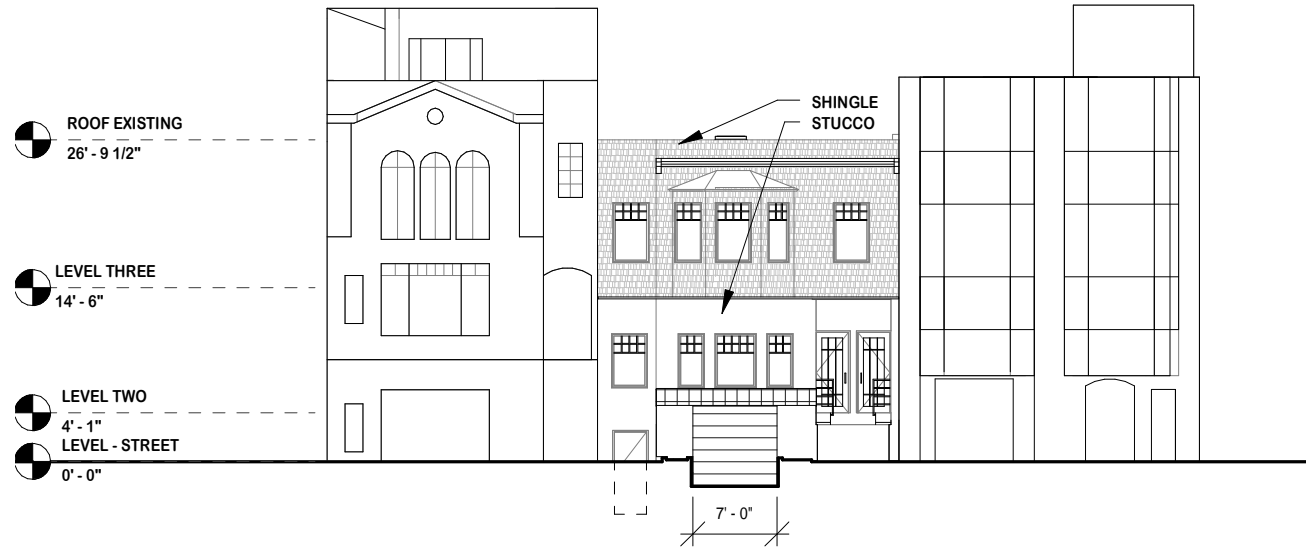 SHINGLE
STUCCO
ROOF EXISTING
26' - 9 1/2"
LEVEL THREE
14' - 6"
LEVEL TWO
4' - 1"
LEVEL - STREET
0' - 0"
7' - 0"